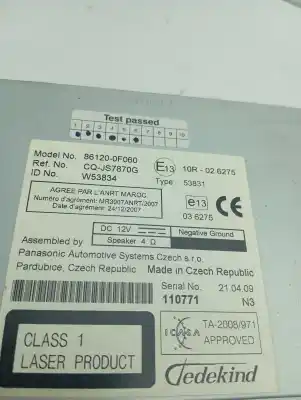 Test passed
1 2 3 4 5 6 7 8 9 10
Model No. 86120-0F060
Ref. No. CQ-JS7870G
ID No. W53834
E13 10R - 02 6275
Type: 53831
AGREE PAR L'ANRT MAROC
Numéro d'agrément: MR3007ANRT/2007
Date d'agrément: 24/12/2007
e13
03 6275
CE
DC 12V Negative Ground
Speaker 4 Ω
Assembled by
Panasonic Automotive Systems Czech s.r.o.
Pardubice, Czech Republic Made in Czech Republic
Serial No. 21.04.09
110771 N3
CLASS 1
LASER PRODUCT
ICASA
TA-2008/971
APPROVED
Tedekind